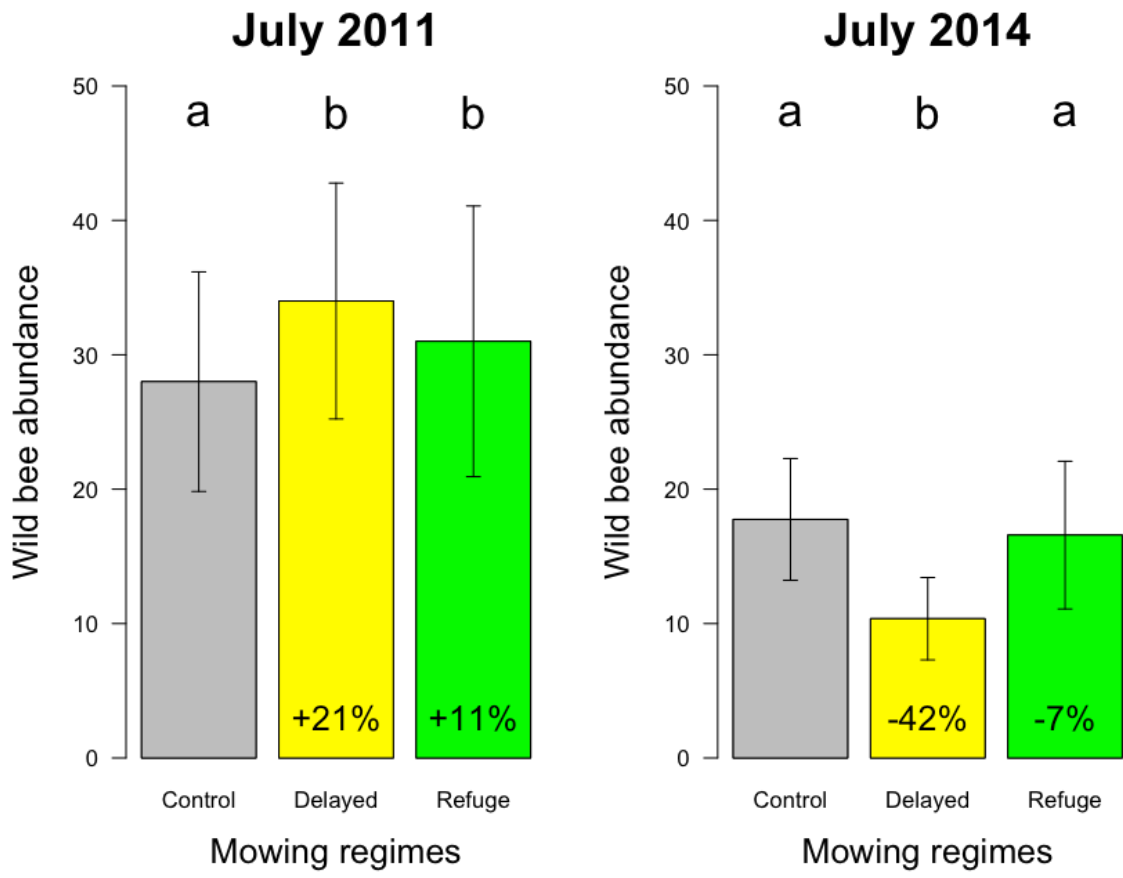 July 2011
50
40
30
20
10
0
Wild bee abundance
a b b
+21% +11%
Control Delayed Refuge
Mowing regimes
July 2014
50
40
30
20
10
0
Wild bee abundance
a b a
-42% -7%
Control Delayed Refuge
Mowing regimes